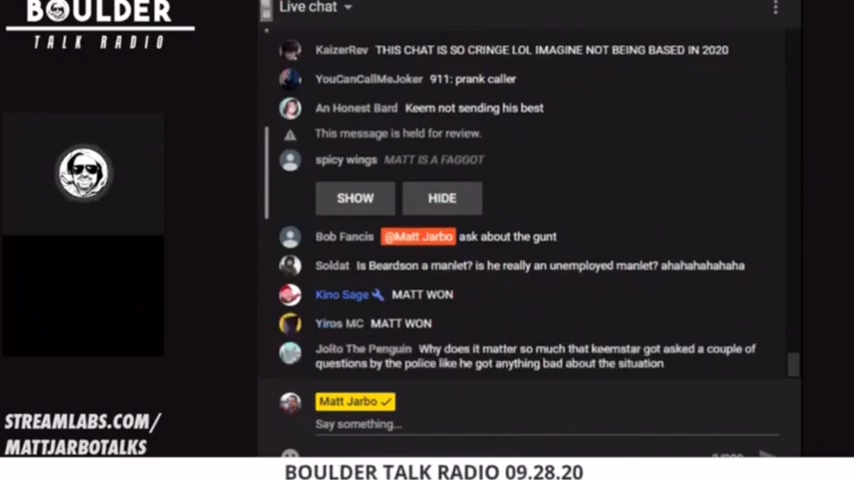 BOULDER
TALK RADIO
Live chat
KaizerRev THIS CHAT IS SO CRINGE LOL IMAGINE NOT BEING BASED IN 2020
YouCanCallMeJoker 911: prank caller
An Honest Bard Keem not sending his best
This message is held for review.
spicy wings MATT IS A FAGGOT
SHOW HIDE
Bob Fancis @Matt Jarbo ask about the gunt
Soldat Is Beardson a manlet? is he really an unemployed manlet? ahahahahahaha
Kino Sage MATT WON
Yiros MC MATT WON
JoRo The Penguin Why does it matter so much that keemstar got asked a couple of
questions by the police like he got anything bad about the situation
Matt Jarbo
Say something...
STREAMLABS.COM/
MATTJARBOTALKS
BOULDER TALK RADIO 09.28.20